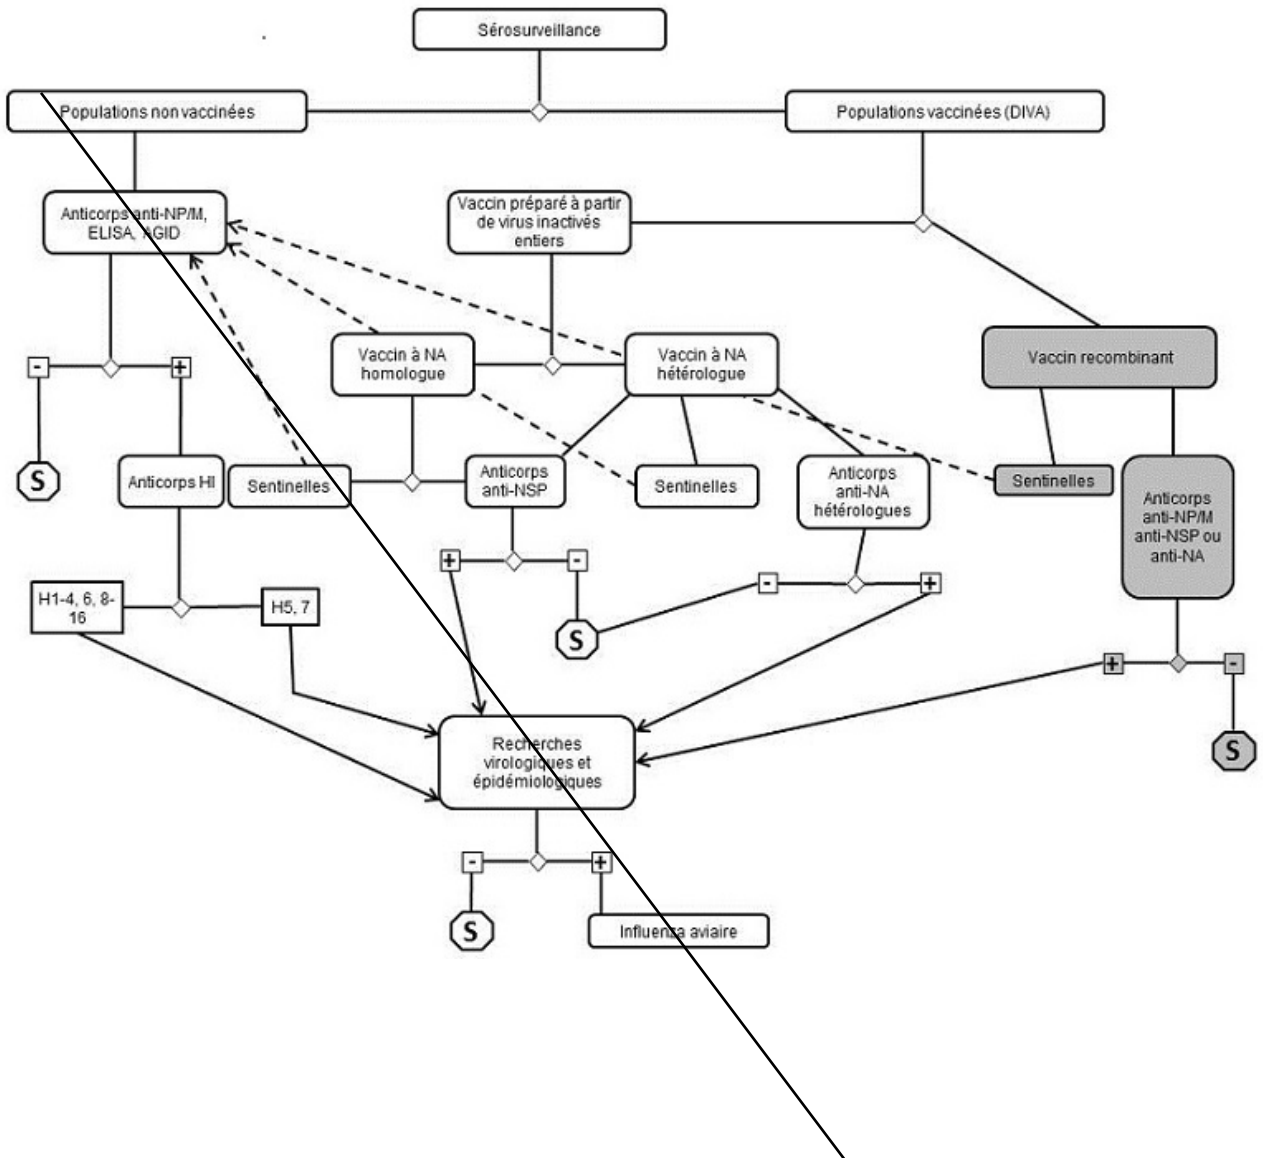 Sérosurveillance
Populations non vaccinées
Populations vaccinées (DIVA)
Anticorps anti-NP/M,
ELISA, AGID
Vaccin préparé à partir
de virus inactivés
entiers
Vaccin à NA
homologue
Vaccin à NA
hétérologue
Vaccin recombinant
-
+
S
Anticorps HI
Sentinelles
Anticorps
anti-NSP
Sentinelles
Anticorps
anti-NA
hétérologues
Sentinelles
Anticorps
anti-NP/M
anti-NSP ou
anti-NA
+
-
-
+
H1-4, 6, 8-
16
H5, 7
S
+
-
S
Recherches
virologiques et
épidémiologiques
-
+
S
Influenza aviaire